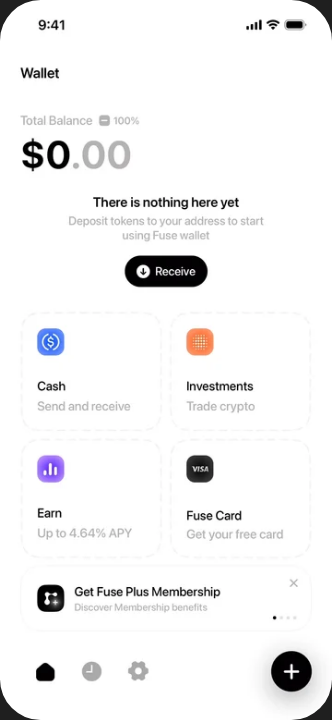 9:41
Wallet
Total Balance 100%
$0.00
There is nothing here yet
Deposit tokens to your address to start
using Fuse wallet
Receive
Cash
Send and receive
Investments
Trade crypto
Earn
Up to 4.64% APY
VISA
Fuse Card
Get your free card
Get Fuse Plus Membership
Discover Membership benefits